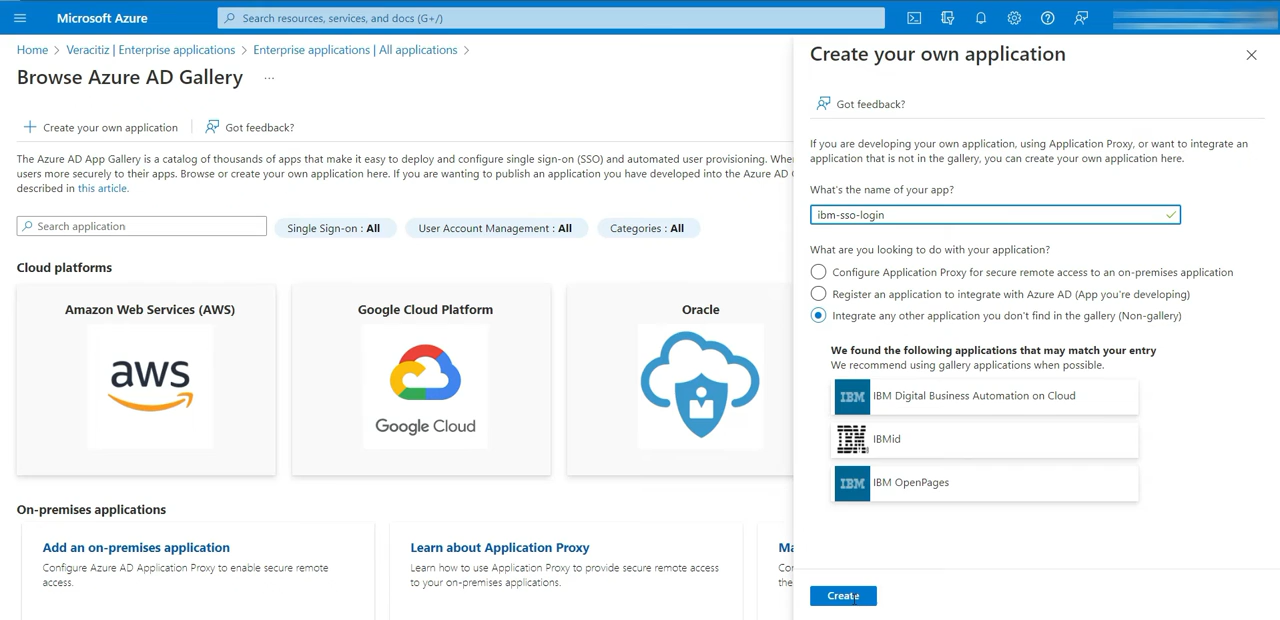 Microsoft Azure
Search resources, services, and docs (G+/)
Home > Veracitiz | Enterprise applications > Enterprise applications | All applications >
Browse Azure AD Gallery ...
Create your own application
Got feedback?
The Azure AD App Gallery is a catalog of thousands of apps that make it easy to deploy and configure single sign-on (SSO) and automated user provisioning. Whe
users more securely to their apps. Browse or create your own application here. If you are wanting to publish an application you have developed into the Azure AD
described in this article.
Search application
Single Sign-on : All
User Account Management : All
Categories : All
Cloud platforms
Amazon Web Services (AWS)
aws
Google Cloud Platform
Google Cloud
Oracle
On-premises applications
Add an on-premises application
Configure Azure AD Application Proxy to enable secure remote
access.
Learn about Application Proxy
Learn how to use Application Proxy to provide secure remote access
to your on-premises applications.
Ma
Con
the
Create your own application
Got feedback?
If you are developing your own application, using Application Proxy, or want to integrate an
application that is not in the gallery, you can create your own application here.
What's the name of your app?
ibm-sso-login
What are you looking to do with your application?
Configure Application Proxy for secure remote access to an on-premises application
Register an application to integrate with Azure AD (App you're developing)
Integrate any other application you don't find in the gallery (Non-gallery)
We found the following applications that may match your entry
We recommend using gallery applications when possible.
IBM IBM Digital Business Automation on Cloud
IBM IBMid
IBM IBM OpenPages
Create